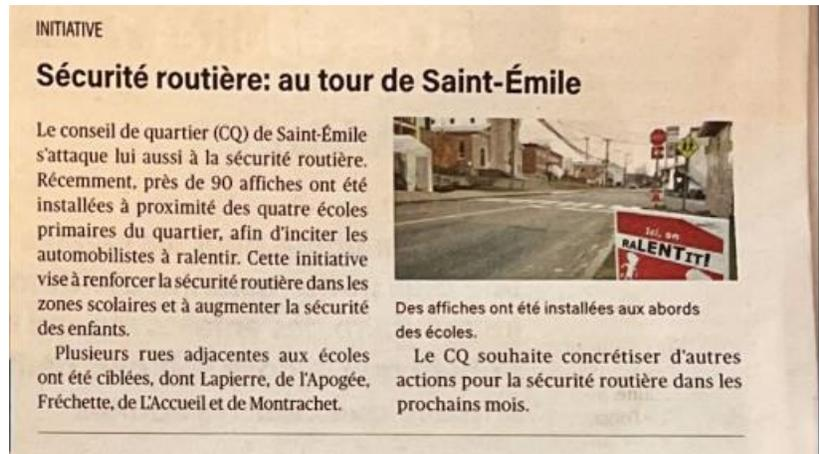 INITIATIVE
Sécurité routière: au tour de Saint-Émile
Le conseil de quartier (CQ) de Saint-Émile
s'attaque lui aussi à la sécurité routière.
Récemment, près de 90 affiches ont été
installées à proximité des quatre écoles
primaires du quartier, afin d'inciter les
automobilistes à ralentir. Cette initiative
vise à renforcer la sécurité routière dans les
zones scolaires et à augmenter la sécurité
des enfants.
Plusieurs rues adjacentes aux écoles
ont été ciblées, dont Lapierre, de l'Apogée,
Fréchette, de L'Accueil et de Montrachet.
Ici, on
RALENTIT!
Des affiches ont été installées aux abords
des écoles.
Le CQ souhaite concrétiser d'autres
actions pour la sécurité routière dans les
prochains mois.